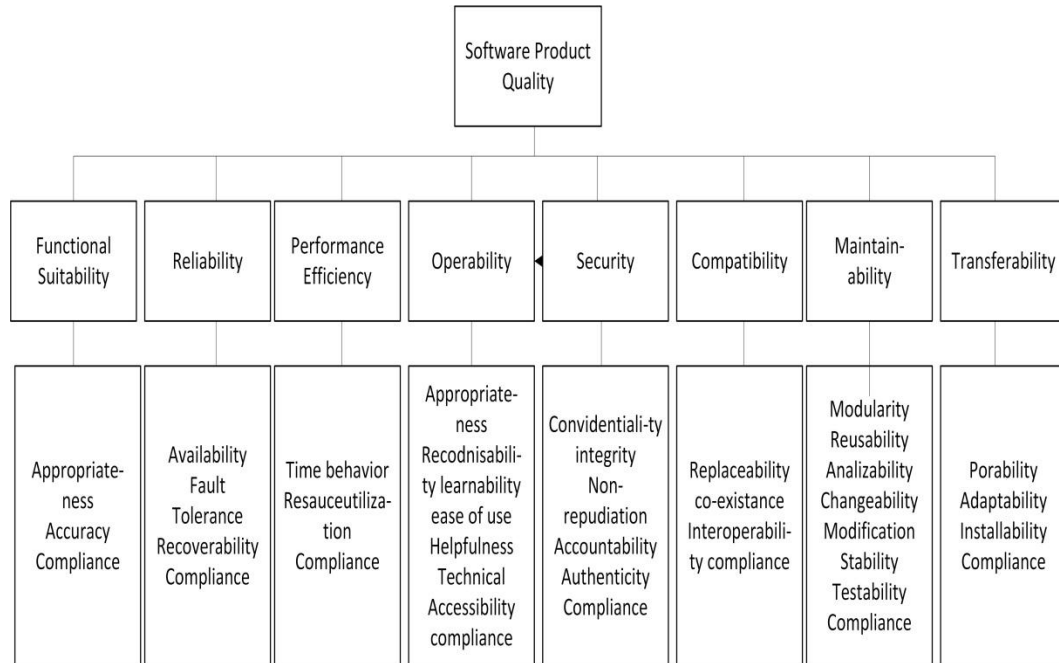 Software Product
Quality
Functional
Suitability
Reliability
Performance
Efficiency
Operability
Security
Compatibility
Maintain-
ability
Transferability
Appropriate-
ness
Accuracy
Compliance
Availability
Fault
Tolerance
Recoverability
Compliance
Time behavior
Resauceutiliza-
tion
Compliance
Appropriate-
ness
Recodnisabili-
ty learnability
ease of use
Helpfulness
Technical
Accessibility
compliance
Convidentiali-ty
integrity
Non-
repudiation
Accountability
Authenticity
Compliance
Replaceability
co-existance
Interoperabili-
ty compliance
Modularity
Reusability
Analizability
Changeability
Modification
Stability
Testability
Compliance
Porability
Adaptability
Installability
Compliance